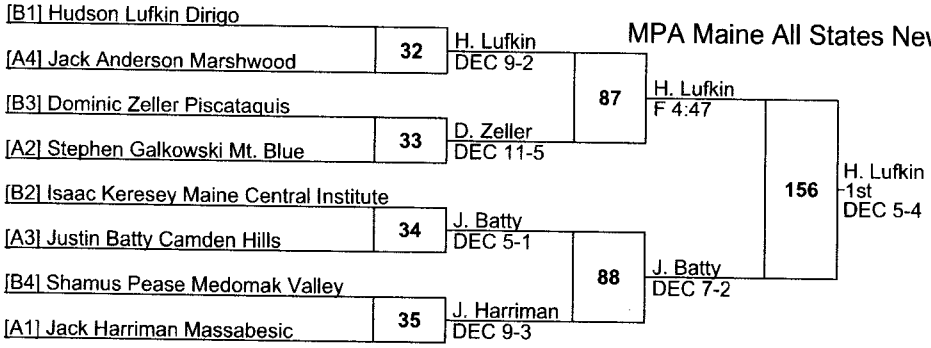 [B1] Hudson Lufkin Dirigo
MPA Maine All States New
32
H. Lufkin
DEC 9-2
[A4] Jack Anderson Marshwood
87
H. Lufkin
F 4:47
[B3] Dominic Zeller Piscataquis
33
D. Zeller
DEC 11-5
[A2] Stephen Galkowski Mt. Blue
156
H. Lufkin
1st
DEC 5-4
[B2] Isaac Keresey Maine Central Institute
34
J. Batty
DEC 5-1
[A3] Justin Batty Camden Hills
88
J. Batty
DEC 7-2
[B4] Shamus Pease Medomak Valley
35
J. Harriman
DEC 9-3
[A1] Jack Harriman Massabesic